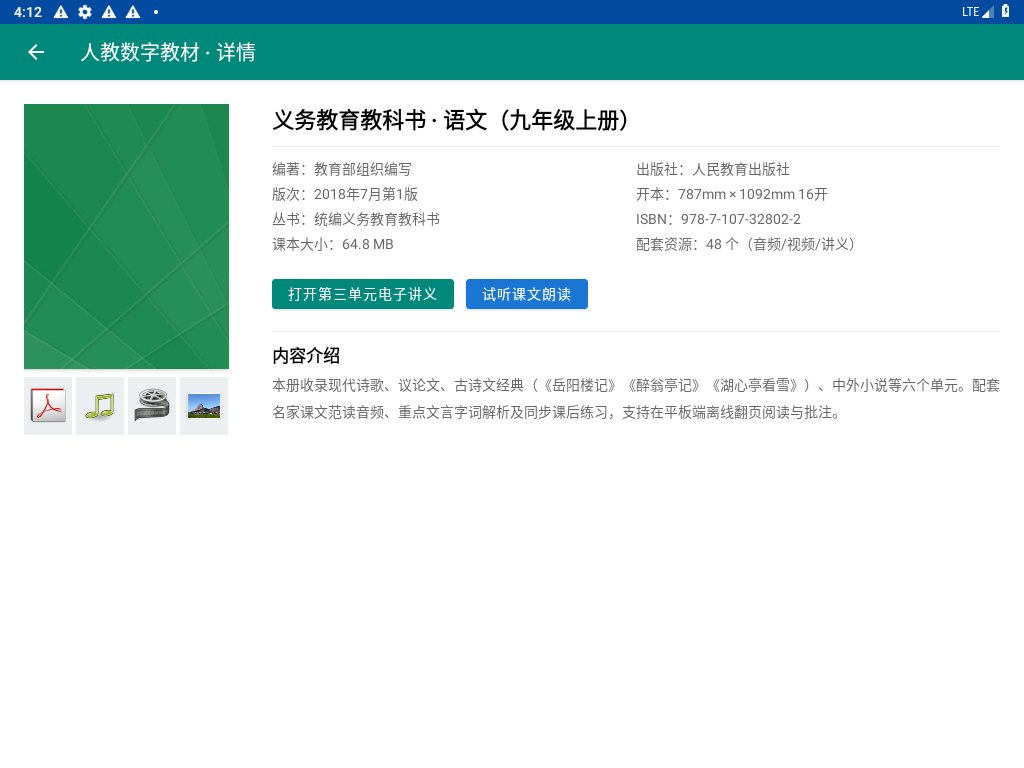 4:12
LTE
人教数字教材 · 详情
义务教育教科书 · 语文（九年级上册）
编著：教育部组织编写
出版社：人民教育出版社
版次：2018年7月第1版
开本：787mm × 1092mm 16开
丛书：统编义务教育教科书
ISBN：978-7-107-32802-2
课本大小：64.8 MB
配套资源：48 个（音频/视频/讲义）
打开第三单元电子讲义
试听课文朗读
内容介绍
本册收录现代诗歌、议论文、古诗文经典（《岳阳楼记》《醉翁亭记》《湖心亭看雪》）、中外小说等六个单元。配套
名家课文范读音频、重点文言字词解析及同步课后练习，支持在平板端离线翻页阅读与批注。